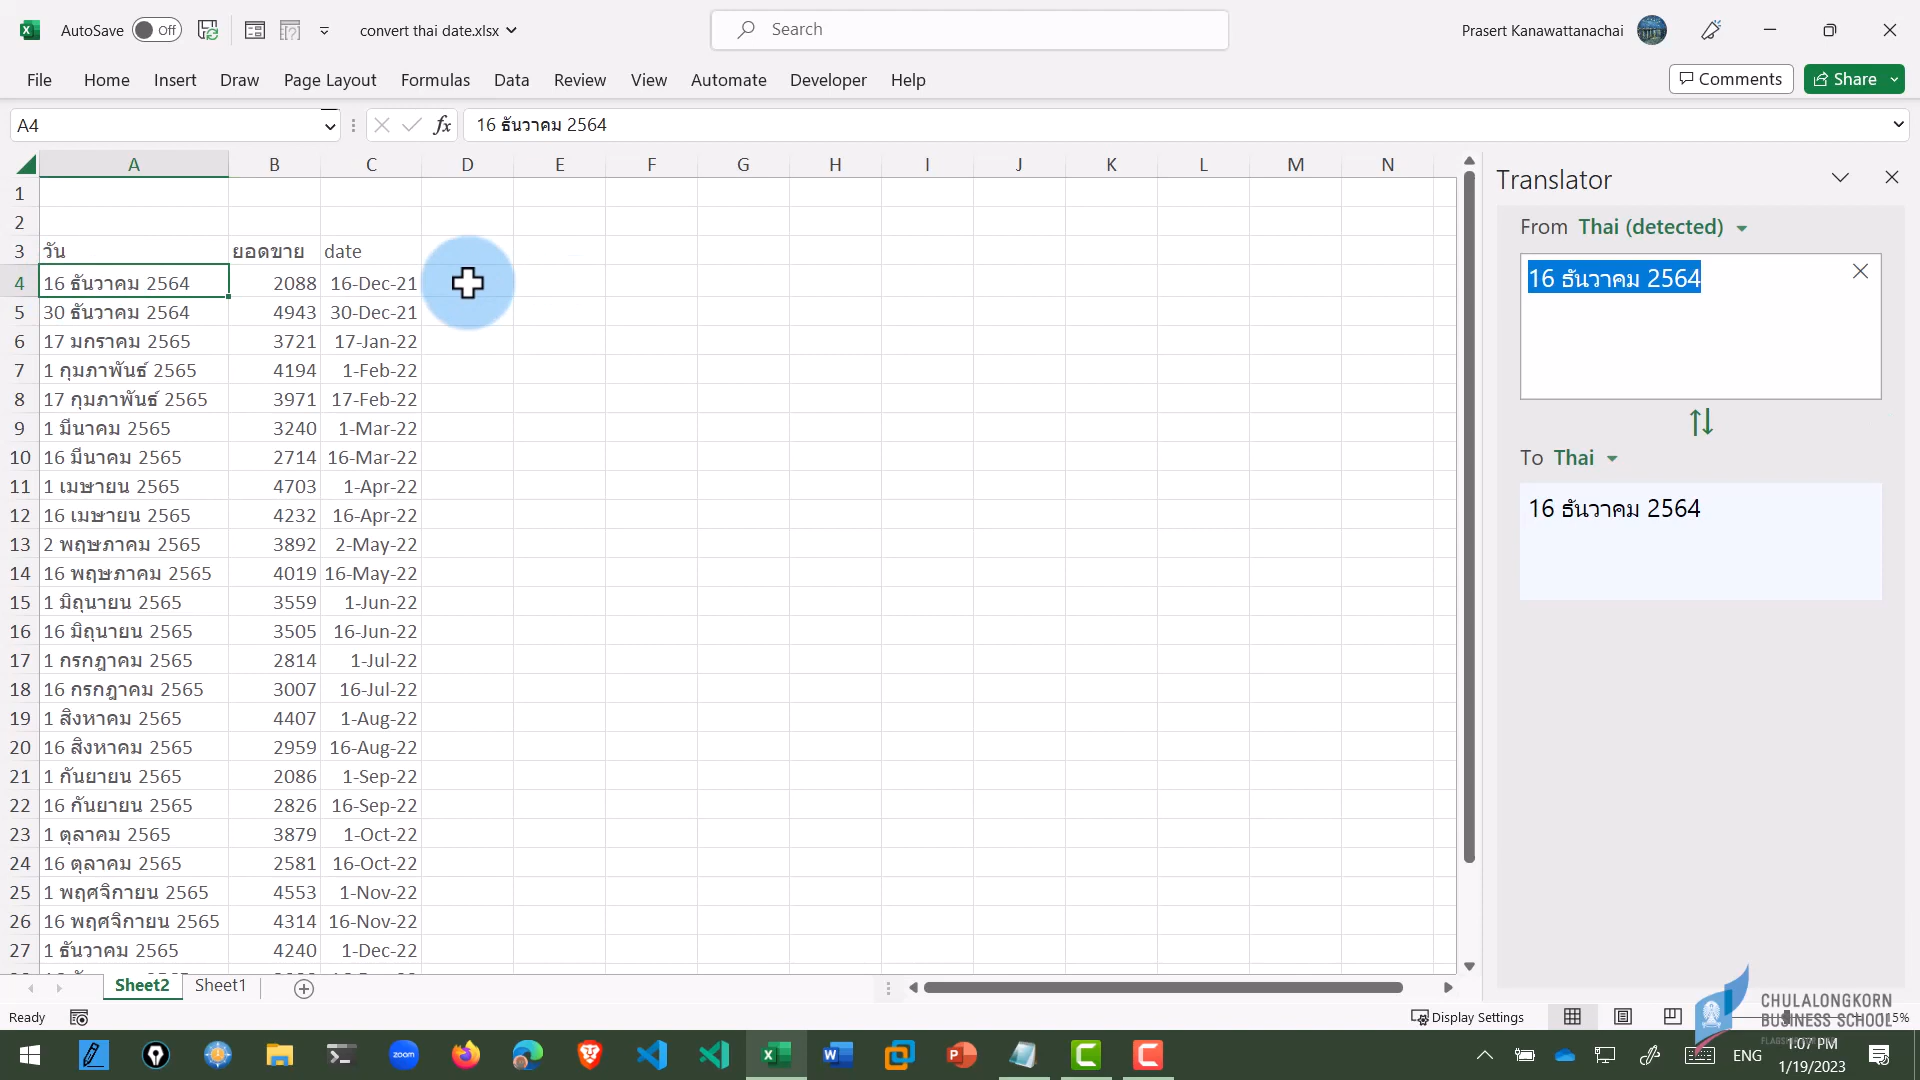 AutoSave Off convert thai date.xlsx Search Prasert Kanawattanachai
File Home Insert Draw Page Layout Formulas Data Review View Automate Developer Help Comments Share
A4 fx 16 ธันวาคม 2564
A B C D E F G H I J K L M N
1
2
3 วัน ยอดขาย date
4 16 ธันวาคม 2564 2088 16-Dec-21
5 30 ธันวาคม 2564 4943 30-Dec-21
6 17 มกราคม 2565 3721 17-Jan-22
7 1 กุมภาพันธ์ 2565 4194 1-Feb-22
8 17 กุมภาพันธ์ 2565 3971 17-Feb-22
9 1 มีนาคม 2565 3240 1-Mar-22
10 16 มีนาคม 2565 2714 16-Mar-22
11 1 เมษายน 2565 4703 1-Apr-22
12 16 เมษายน 2565 4232 16-Apr-22
13 2 พฤษภาคม 2565 3892 2-May-22
14 16 พฤษภาคม 2565 4019 16-May-22
15 1 มิถุนายน 2565 3559 1-Jun-22
16 16 มิถุนายน 2565 3505 16-Jun-22
17 1 กรกฎาคม 2565 2814 1-Jul-22
18 16 กรกฎาคม 2565 3007 16-Jul-22
19 1 สิงหาคม 2565 4407 1-Aug-22
20 16 สิงหาคม 2565 2959 16-Aug-22
21 1 กันยายน 2565 2086 1-Sep-22
22 16 กันยายน 2565 2826 16-Sep-22
23 1 ตุลาคม 2565 3879 1-Oct-22
24 16 ตุลาคม 2565 2581 16-Oct-22
25 1 พฤศจิกายน 2565 4553 1-Nov-22
26 16 พฤศจิกายน 2565 4314 16-Nov-22
27 1 ธันวาคม 2565 4240 1-Dec-22
Translator
From Thai (detected)
16 ธันวาคม 2564
To Thai
16 ธันวาคม 2564
Sheet2 Sheet1
Ready Display Settings
CHULALONGKORN
BUSINESS SCHOOL
zoom
ENG
1:07 PM
1/19/2023